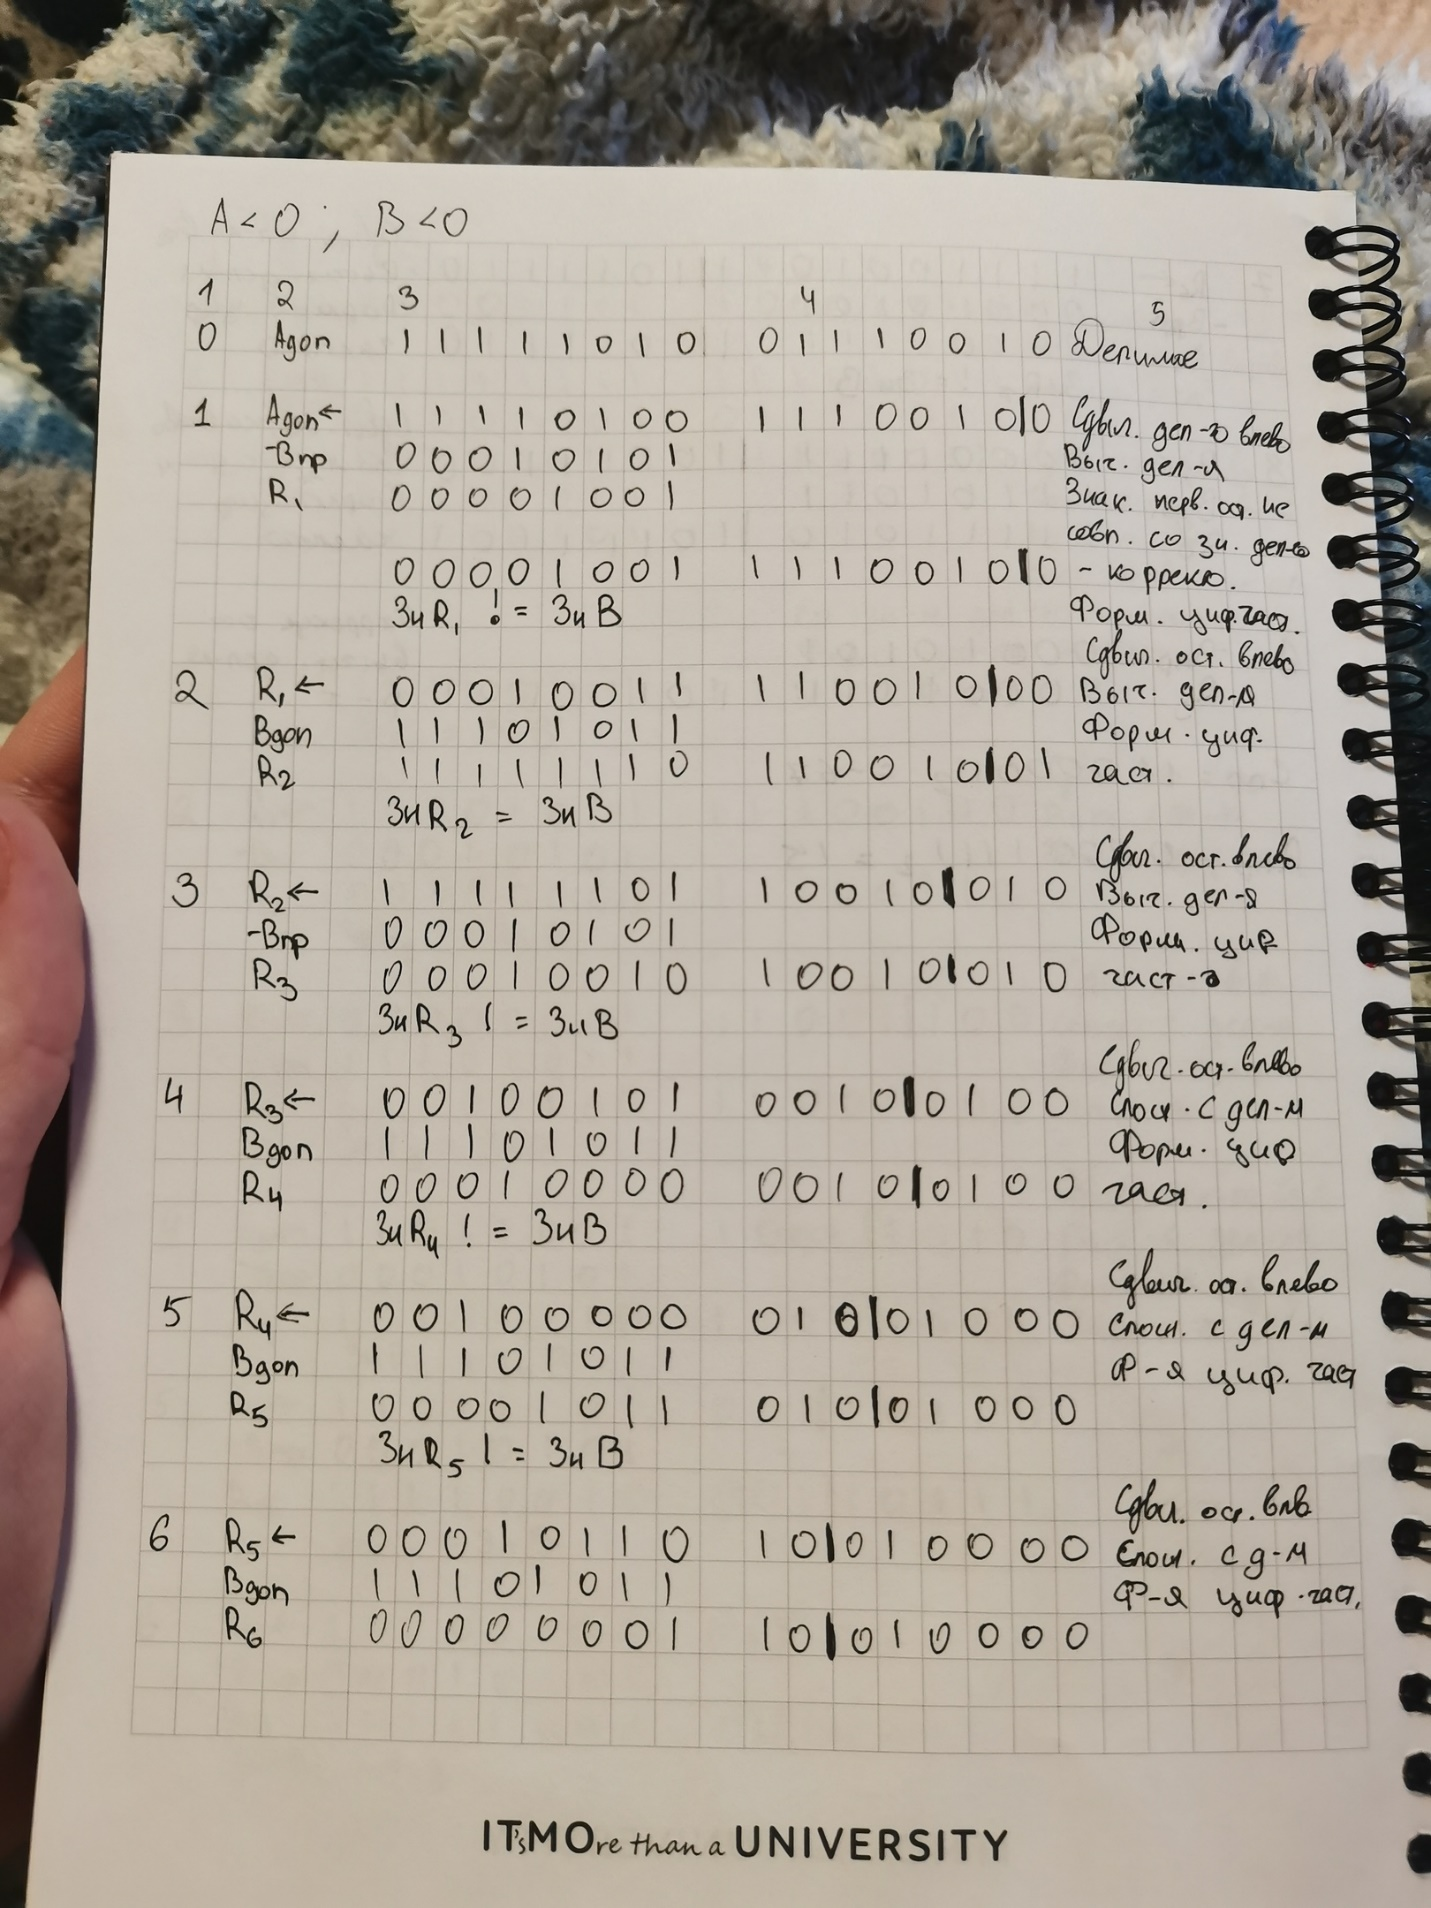 A < 0 ; B < 0
1 2 3 4 5
0 Aдоп 1 1 1 1 1 0 1 0 0 1 1 1 0 0 1 0 Делимое
1 Aдоп← 1 1 1 1 0 1 0 0 1 1 1 0 0 1 0|0 Сдвиг. дел-го влево
-Bпр 0 0 0 1 0 1 0 1 Выч. дел-я
R1 0 0 0 0 1 0 0 1 Знак. перв. ост. не
совп. со зн. дел-го
0 0 0 0 1 0 0 1 1 1 1 0 0 1 0|0 - коррект.
ЗнR1 != ЗнB Форм. циф. част.
Сдвиг. ост. влево
2 R1← 0 0 0 1 0 0 1 1 1 1 0 0 1 0|0 0 Выч. дел-я
Bдоп 1 1 1 0 1 0 1 1 Форм. циф.
R2 1 1 1 1 1 1 1 0 1 1 0 0 1 0|0 1 част.
ЗнR2 = ЗнB
Сдвиг. ост. влево
3 R2← 1 1 1 1 1 1 0 1 1 0 0 1 0|0 1 0 Выч. дел-я
-Bпр 0 0 0 1 0 1 0 1 Форм. циф
R3 0 0 0 1 0 0 1 0 1 0 0 1 0|0 1 0 част-го
ЗнR3 != ЗнB
Сдвиг. ост. влево
4 R3← 0 0 1 0 0 1 0 1 0 0 1 0|0 1 0 0 Слож. с дел-м
Bдоп 1 1 1 0 1 0 1 1 Форм. циф
R4 0 0 0 1 0 0 0 0 0 0 1 0|0 1 0 0 част.
ЗнR4 != ЗнB
Сдвиг. ост. влево
5 R4← 0 0 1 0 0 0 0 0 0 1 0|0 1 0 0 0 Слож. с дел-м
Bдоп 1 1 1 0 1 0 1 1 Ф-я циф. част
R5 0 0 0 0 1 0 1 1 0 1 0|0 1 0 0 0
ЗнR5 != ЗнB
Сдвиг. ост. влв
6 R5← 0 0 0 1 0 1 1 0 1 0|0 1 0 0 0 0 Слож. с д-м
Bдоп 1 1 1 0 1 0 1 1 Ф-я циф. част.
R6 0 0 0 0 0 0 0 1 1 0|0 1 0 0 0 0
IT'sMOre than a UNIVERSITY